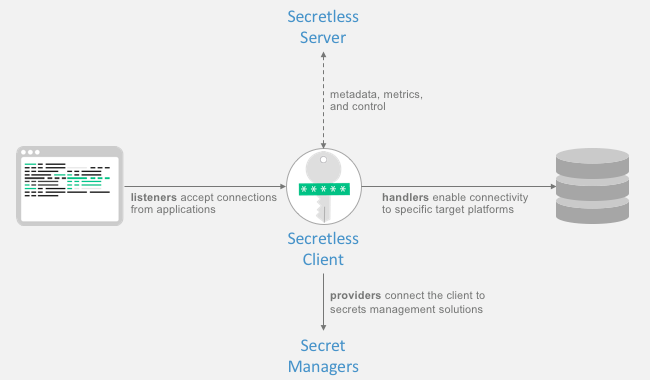 Secretless
Server
metadata, metrics,
and control
*****
listeners accept connections
from applications
handlers enable connectivity
to specific target platforms
Secretless
Client
providers connect the client to
secrets management solutions
Secret
Managers